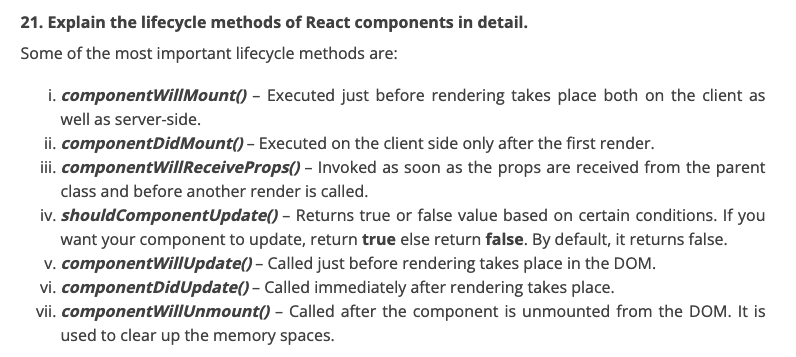 21. Explain the lifecycle methods of React components in detail.
Some of the most important lifecycle methods are:
i. componentWillMount() – Executed just before rendering takes place both on the client as
well as server-side.
ii. componentDidMount() – Executed on the client side only after the first render.
iii. componentWillReceiveProps() – Invoked as soon as the props are received from the parent
class and before another render is called.
iv. shouldComponentUpdate() – Returns true or false value based on certain conditions. If you
want your component to update, return true else return false. By default, it returns false.
v. componentWillUpdate() – Called just before rendering takes place in the DOM.
vi. componentDidUpdate() – Called immediately after rendering takes place.
vii. componentWillUnmount() – Called after the component is unmounted from the DOM. It is
used to clear up the memory spaces.